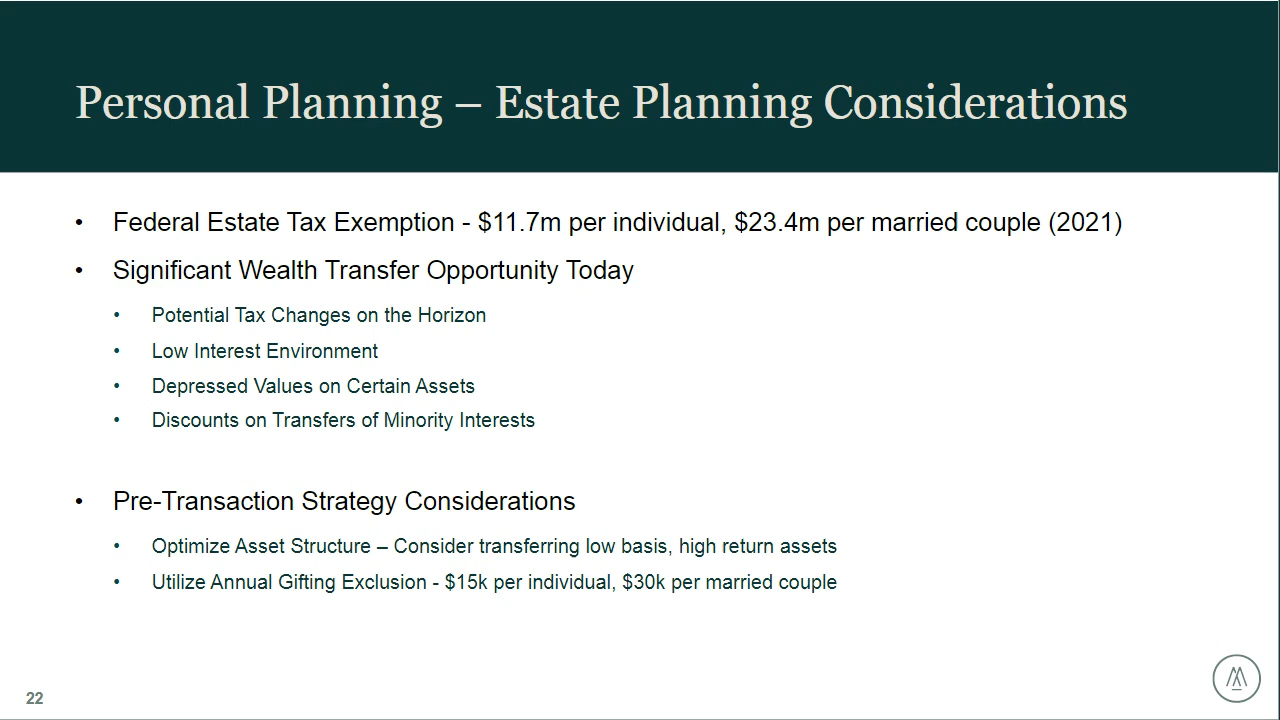 Personal Planning – Estate Planning Considerations
• Federal Estate Tax Exemption - $11.7m per individual, $23.4m per married couple (2021)
• Significant Wealth Transfer Opportunity Today
• Potential Tax Changes on the Horizon
• Low Interest Environment
• Depressed Values on Certain Assets
• Discounts on Transfers of Minority Interests
• Pre-Transaction Strategy Considerations
• Optimize Asset Structure – Consider transferring low basis, high return assets
• Utilize Annual Gifting Exclusion - $15k per individual, $30k per married couple
22